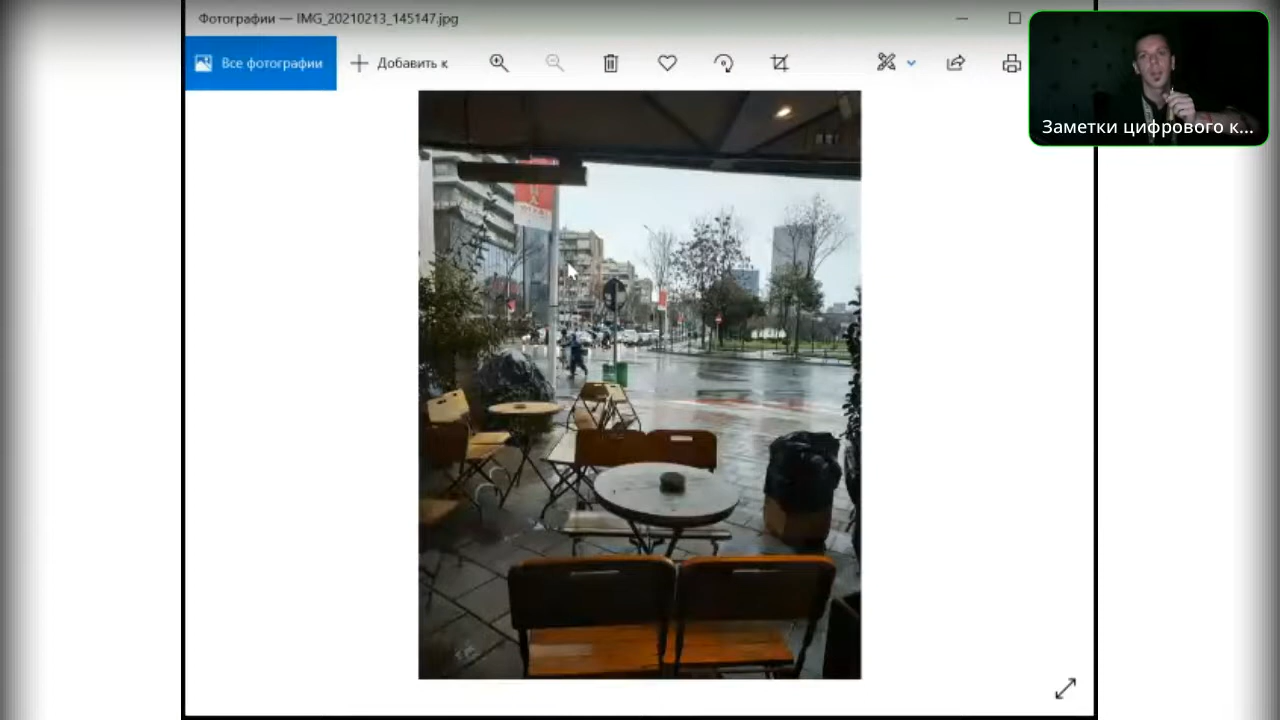 Фотографии — IMG_20210213_145147.jpg
Все фотографии
Добавить к
Заметки цифрового к...